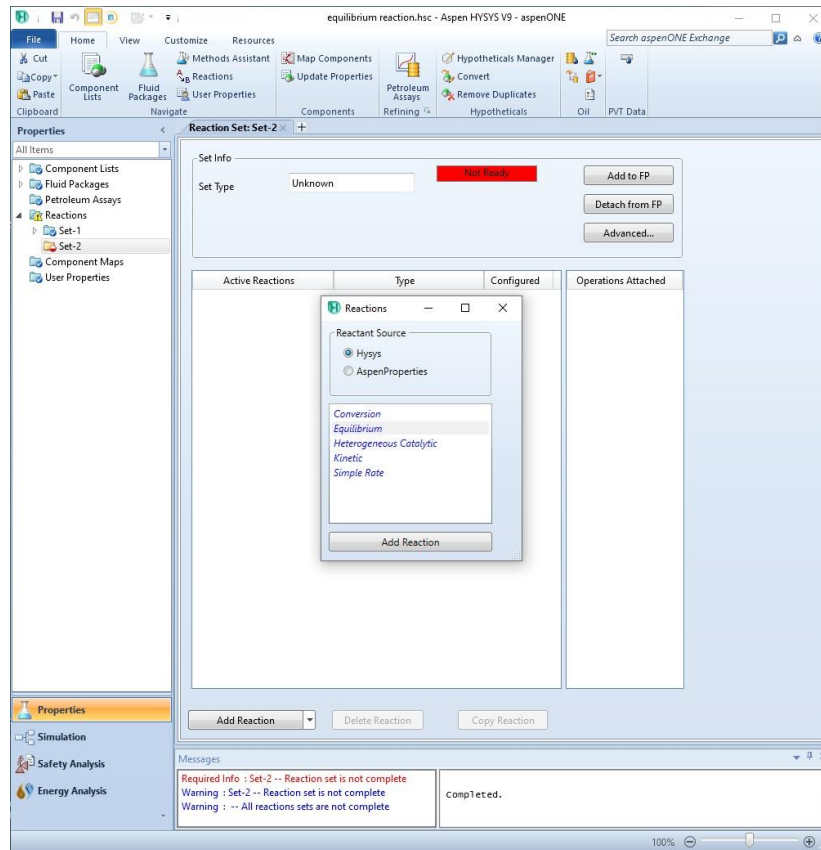 equilibrium reaction.hsc - Aspen HYSYS V9 - aspenONE
File Home View Customize Resources Search aspenONE Exchange
Cut
Copy
Paste
Clipboard
Component Lists
Fluid Packages
Methods Assistant
Reactions
User Properties
Navigate
Map Components
Update Properties
Components
Petroleum Assays
Refining
Hypotheticals Manager
Convert
Remove Duplicates
Hypotheticals
Oil
PVT Data
Properties <
All Items
Component Lists
Fluid Packages
Petroleum Assays
Reactions
Set-1
Set-2
Component Maps
User Properties
Properties
Simulation
Safety Analysis
Energy Analysis
Reaction Set: Set-2 × +
Set Info
Set Type Unknown
Not Ready
Add to FP
Detach from FP
Advanced...
Active Reactions Type Configured Operations Attached
Reactions
Reactant Source
Hysys
AspenProperties
Conversion
Equilibrium
Heterogeneous Catalytic
Kinetic
Simple Rate
Add Reaction
Add Reaction Delete Reaction Copy Reaction
Messages
Required Info : Set-2 -- Reaction set is not complete
Warning : Set-2 -- Reaction set is not complete
Warning : -- All reactions sets are not complete
Completed.
100%